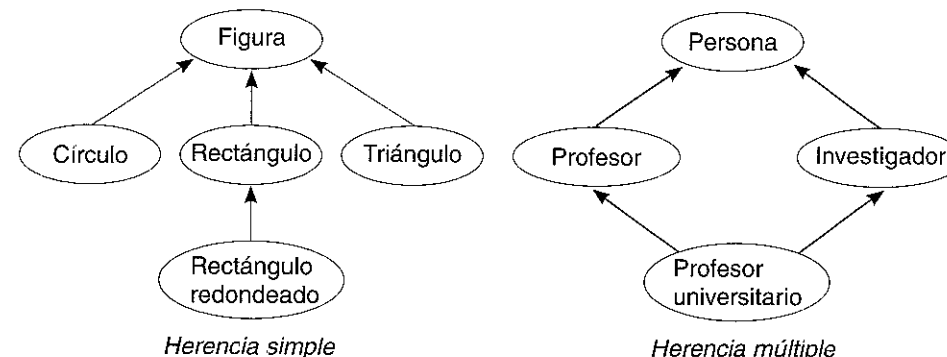 Figura
Persona
Círculo
Rectángulo
Triángulo
Profesor
Investigador
Rectángulo
redondeado
Profesor
universitario
Herencia simple
Herencia múltiple